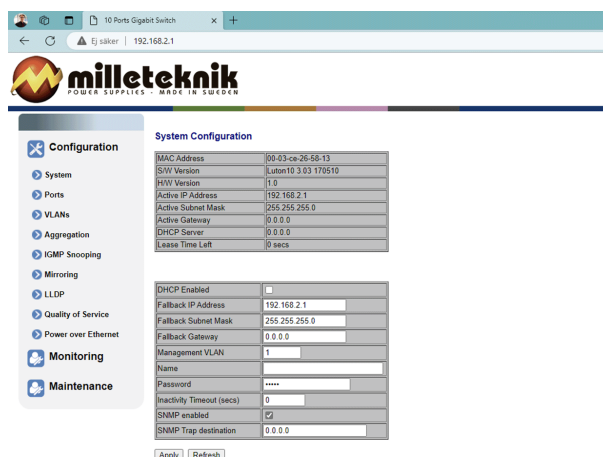 10 Ports Gigabit Switch
Ej säker | 192.168.2.1
milleteknik
POWER SUPPLIES - MADE IN SWEDEN
Configuration
System
Ports
VLANs
Aggregation
IGMP Snooping
Mirroring
LLDP
Quality of Service
Power over Ethernet
Monitoring
Maintenance
System Configuration
MAC Address 00-03-ce-26-58-13
S/W Version Luton10 3.03 170510
H/W Version 1.0
Active IP Address 192.168.2.1
Active Subnet Mask 255.255.255.0
Active Gateway 0.0.0.0
DHCP Server 0.0.0.0
Lease Time Left 0 secs
DHCP Enabled
Fallback IP Address 192.168.2.1
Fallback Subnet Mask 255.255.255.0
Fallback Gateway 0.0.0.0
Management VLAN 1
Name
Password •••••
Inactivity Timeout (secs) 0
SNMP enabled
SNMP Trap destination 0.0.0.0
Apply Refresh